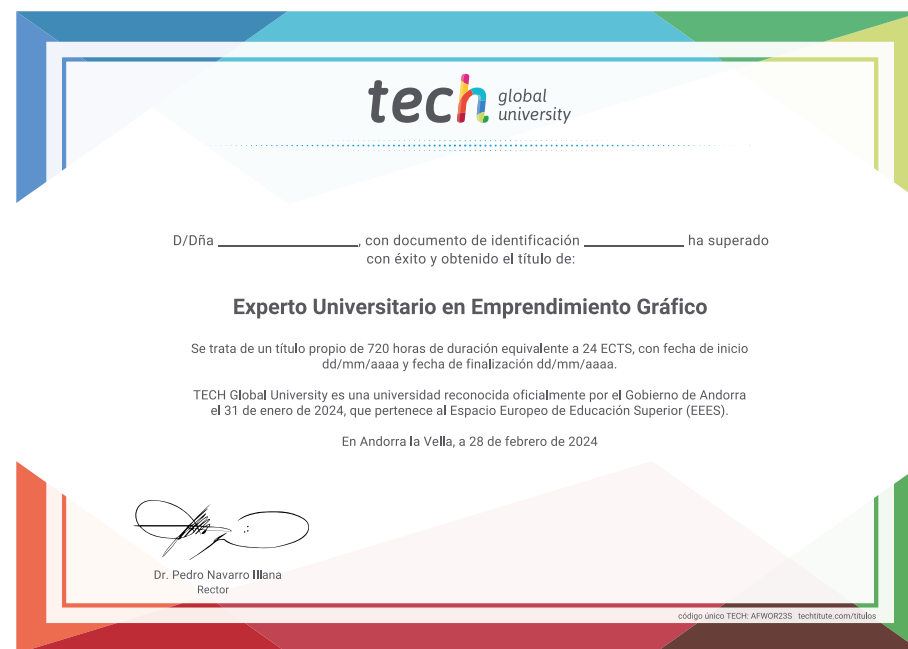 tech global
university
D/Dña ____________________, con documento de identificación ______________ ha superado
con éxito y obtenido el título de:
Experto Universitario en Emprendimiento Gráfico
Se trata de un título propio de 720 horas de duración equivalente a 24 ECTS, con fecha de inicio
dd/mm/aaaa y fecha de finalización dd/mm/aaaa.
TECH Global University es una universidad reconocida oficialmente por el Gobierno de Andorra
el 31 de enero de 2024, que pertenece al Espacio Europeo de Educación Superior (EEES).
En Andorra la Vella, a 28 de febrero de 2024
Dr. Pedro Navarro Illana
Rector
código único TECH: AFWOR23S techtitute.com/titulos